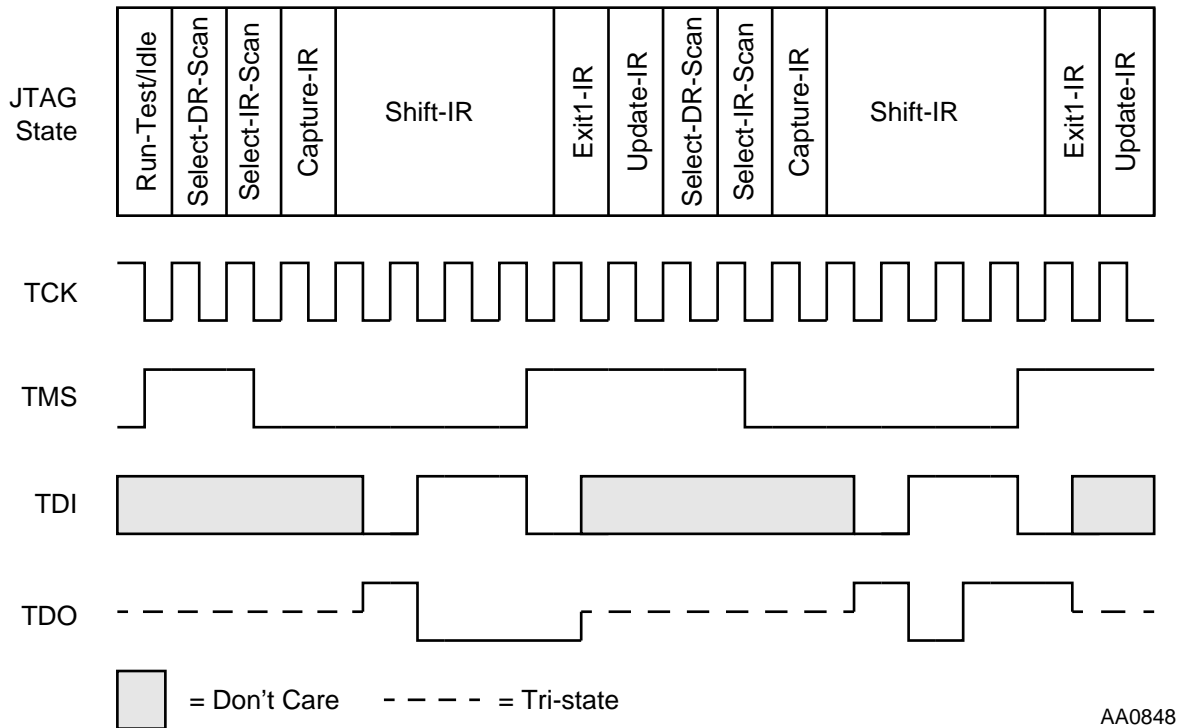 JTAG
State
Run-Test/Idle
Select-DR-Scan
Select-IR-Scan
Capture-IR
Shift-IR
Exit1-IR
Update-IR
Select-DR-Scan
Select-IR-Scan
Capture-IR
Shift-IR
Exit1-IR
Update-IR
TCK
TMS
TDI
TDO
= Don't Care
= Tri-state
AA0848